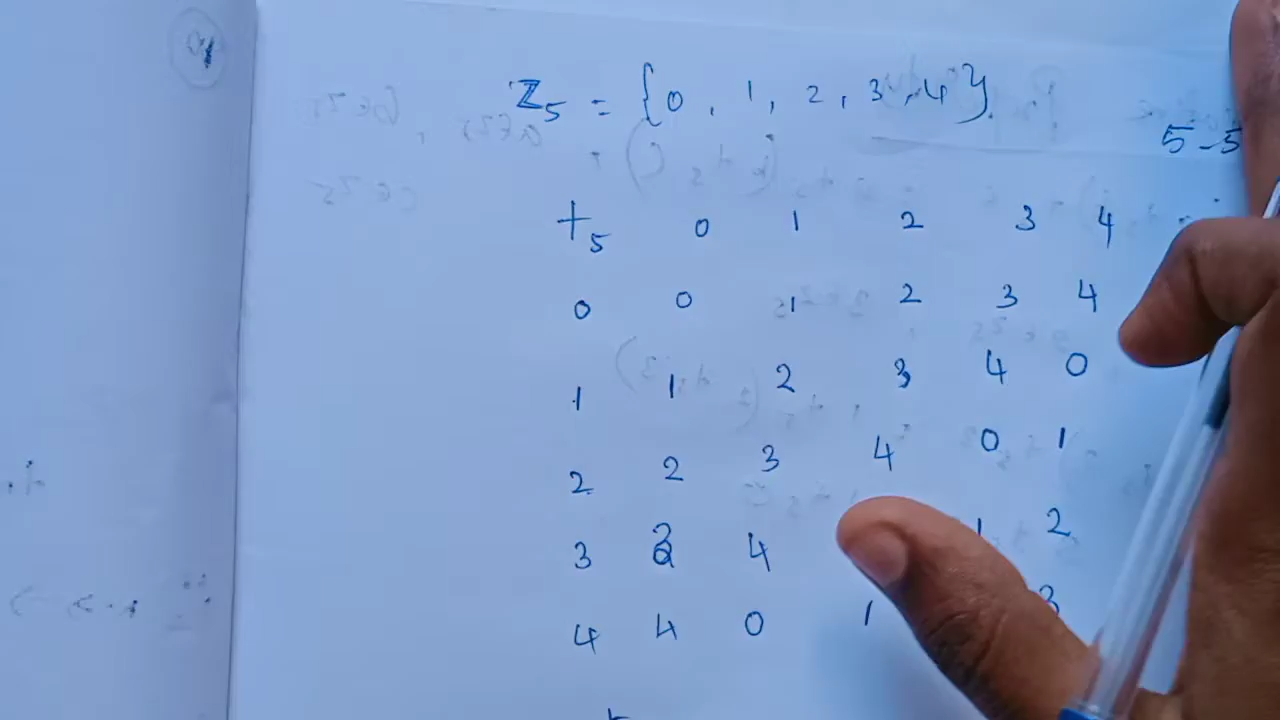 ℤ₅ = {0, 1, 2, 3, 4}
5-5
+₅ 0 1 2 3 4
0 0 1 2 3 4
1 1 2 3 4 0
2 2 3 4 0 1
3 3 4 1 2
4 4 0 1 3